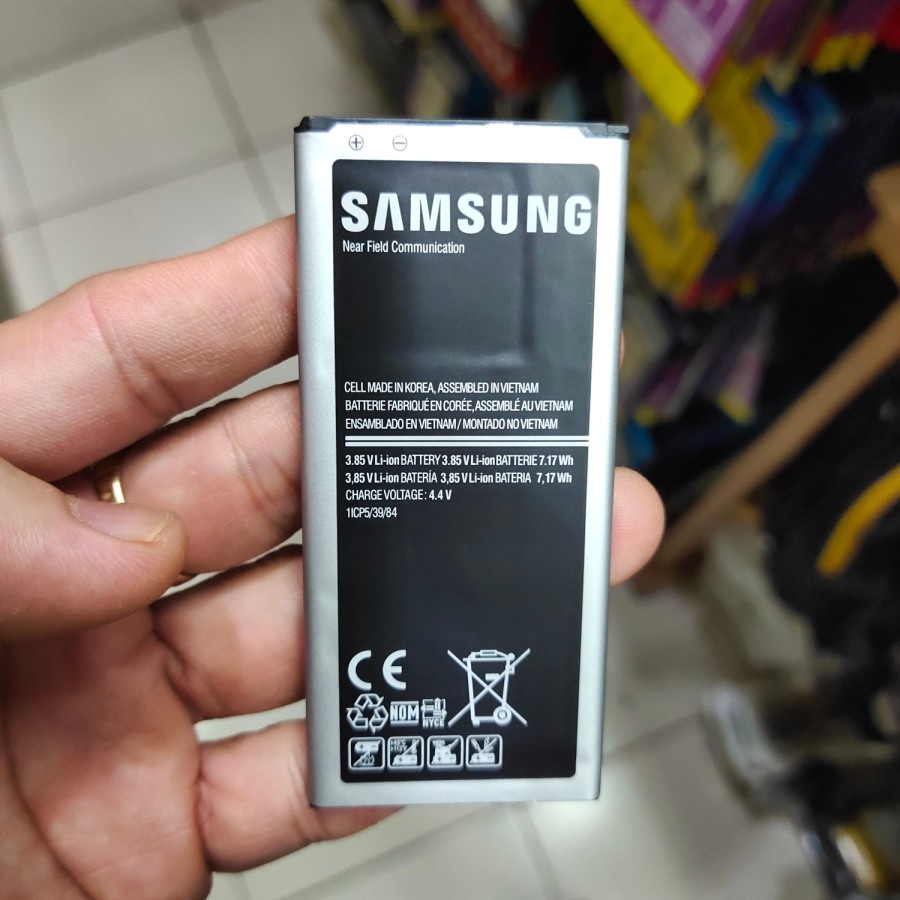 SAMSUNG
Near Field Communication
CELL MADE IN KOREA, ASSEMBLED IN VIETNAM
BATTERIE FABRIQUÉ EN CORÉE, ASSEMBLÉ AU VIETNAM
ENSAMBLADO EN VIETNAM / MONTADO NO VIETNAM
3.85 V Li-ion BATTERY 3.85 V Li-ion BATTERIE 7.17 Wh
3,85 V Li-ion BATERÍA 3,85 V Li-ion BATERIA 7,17 Wh
CHARGE VOLTAGE : 4.4 V
1ICP5/39/84
CE
NOM NYCE